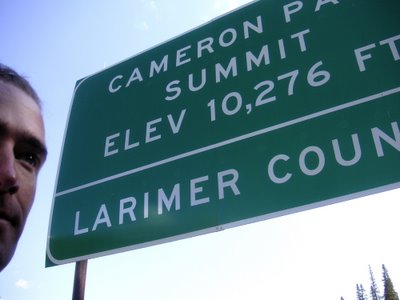 CAMERON PA
SUMMIT
ELEV 10,276 FT
LARIMER COUN